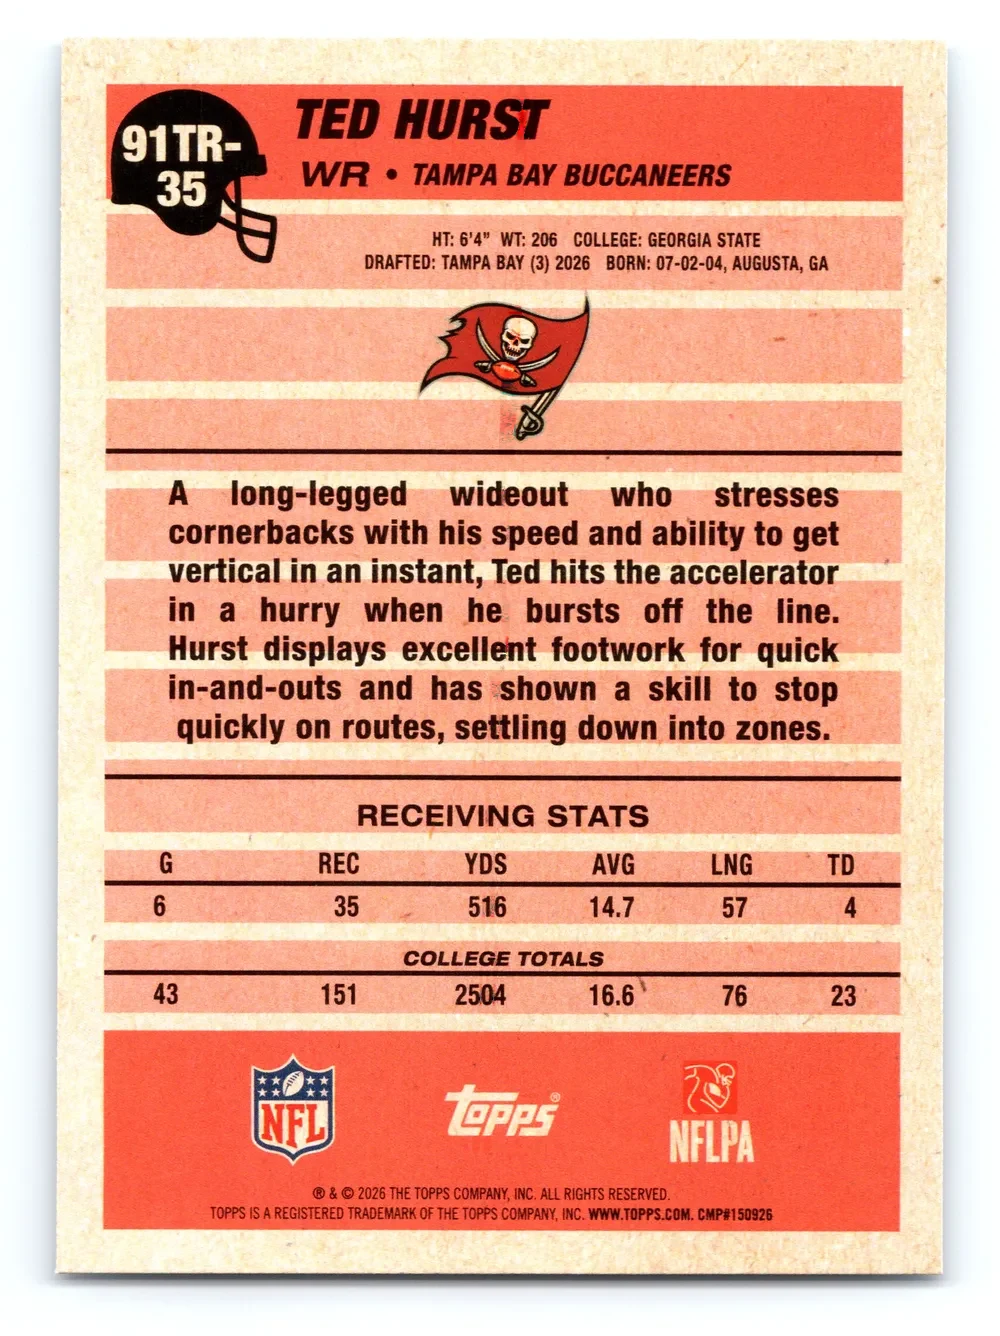 91TR-
35
TED HURST
WR • TAMPA BAY BUCCANEERS
HT: 6'4" WT: 206 COLLEGE: GEORGIA STATE
DRAFTED: TAMPA BAY (3) 2026 BORN: 07-02-04, AUGUSTA, GA
A long-legged wideout who stresses
cornerbacks with his speed and ability to get
vertical in an instant, Ted hits the accelerator
in a hurry when he bursts off the line.
Hurst displays excellent footwork for quick
in-and-outs and has shown a skill to stop
quickly on routes, settling down into zones.
RECEIVING STATS
G REC YDS AVG LNG TD
6 35 516 14.7 57 4
COLLEGE TOTALS
43 151 2504 16.6 76 23
NFL
topps®
NFLPA
® & © 2026 THE TOPPS COMPANY, INC. ALL RIGHTS RESERVED.
TOPPS IS A REGISTERED TRADEMARK OF THE TOPPS COMPANY, INC. WWW.TOPPS.COM. CMP#150926